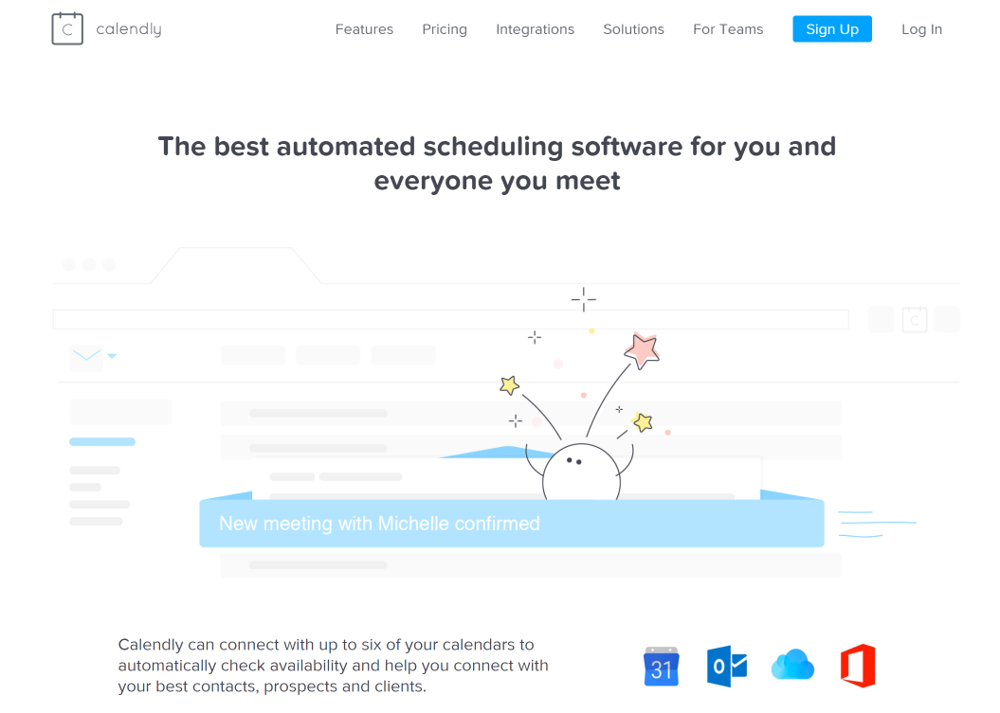 C calendly Features Pricing Integrations Solutions For Teams Sign Up Log In
The best automated scheduling software for you and
everyone you meet
C
New meeting with Michelle confirmed
Calendly can connect with up to six of your calendars to
automatically check availability and help you connect with
your best contacts, prospects and clients.
31 O